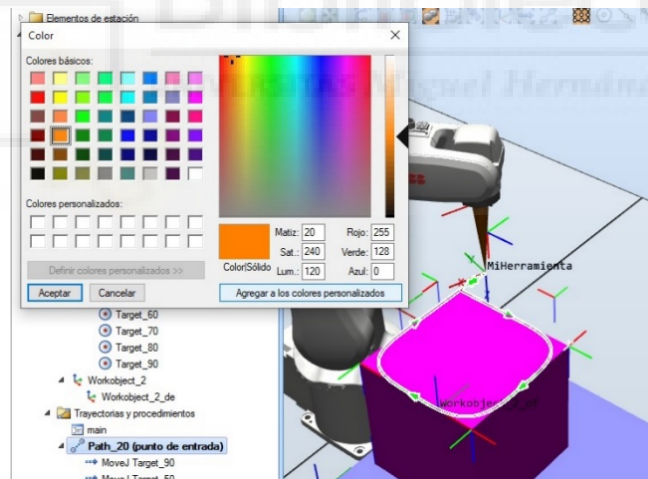 Elementos de estación
Color
Colores básicos:
Colores personalizados:
Definir colores personalizados >>
Aceptar
Cancelar
Color|Sólido
Matiz: 20
Sat.: 240
Lum.: 120
Rojo: 255
Verde: 128
Azul: 0
Agregar a los colores personalizados
Target_60
Target_70
Target_80
Target_90
Workobject_2
Workobject_2_de
Trayectorias y procedimientos
main
Path_20 (punto de entrada)
MoveJ Target_90
MiHerramienta